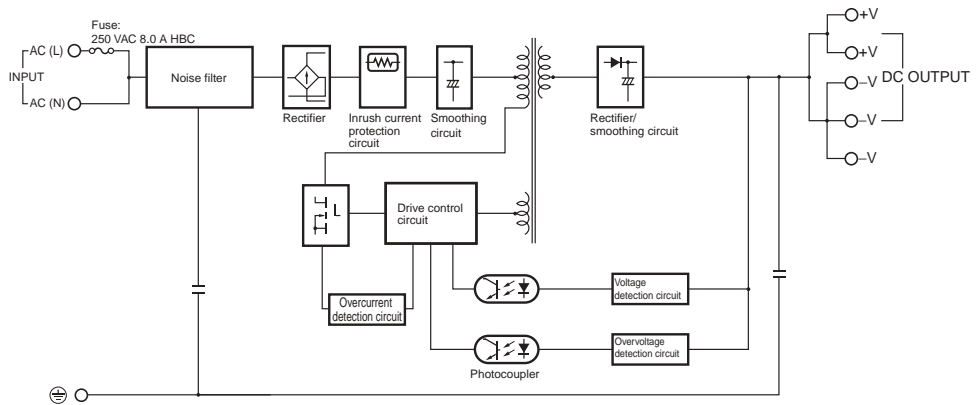 Fuse:
250 VAC 8.0 A HBC
AC (L)
INPUT
AC (N)
Noise filter
Rectifier
Inrush current
protection
circuit
Smoothing
circuit
Rectifier/
smoothing circuit
+V
+V
–V
DC OUTPUT
–V
–V
Drive control
circuit
Overcurrent
detection circuit
Voltage
detection circuit
Overvoltage
detection circuit
Photocoupler